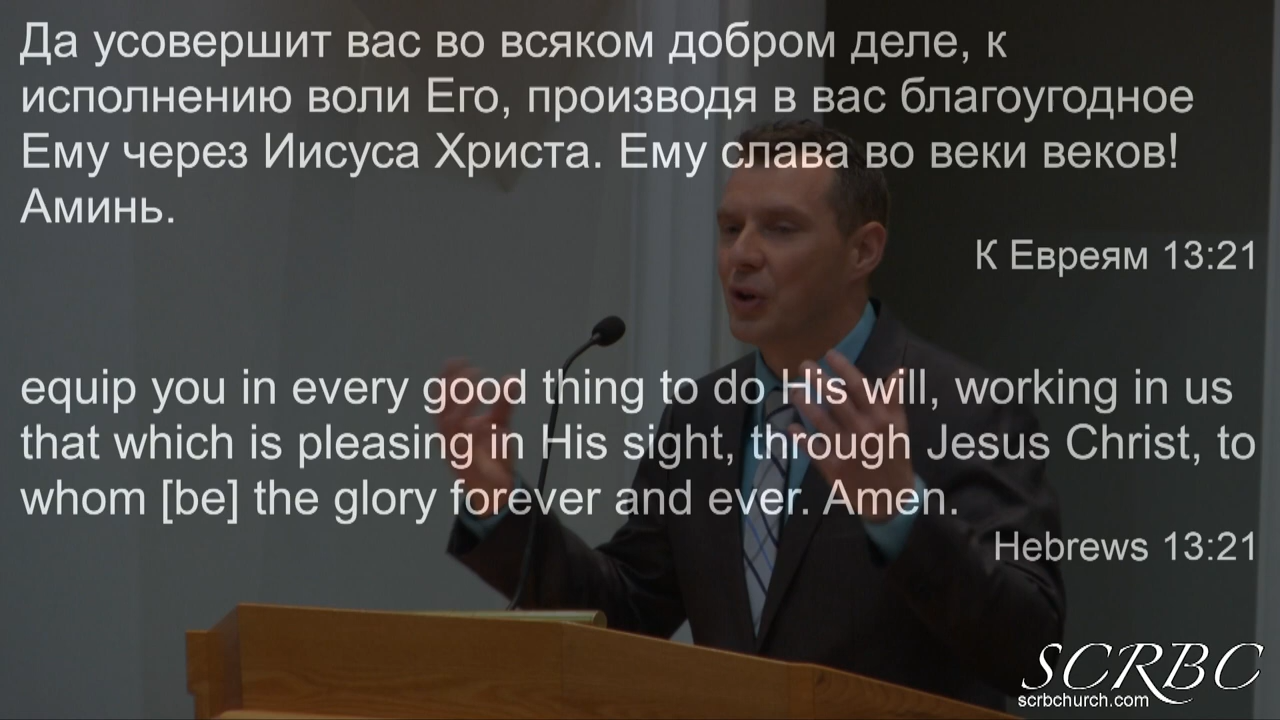 Да усовершит вас во всяком добром деле, к
исполнению воли Его, производя в вас благоугодное
Ему через Иисуса Христа. Ему слава во веки веков!
Аминь.
К Евреям 13:21
equip you in every good thing to do His will, working in us
that which is pleasing in His sight, through Jesus Christ, to
whom [be] the glory forever and ever. Amen.
Hebrews 13:21
SCRBC
scrbchurch.com